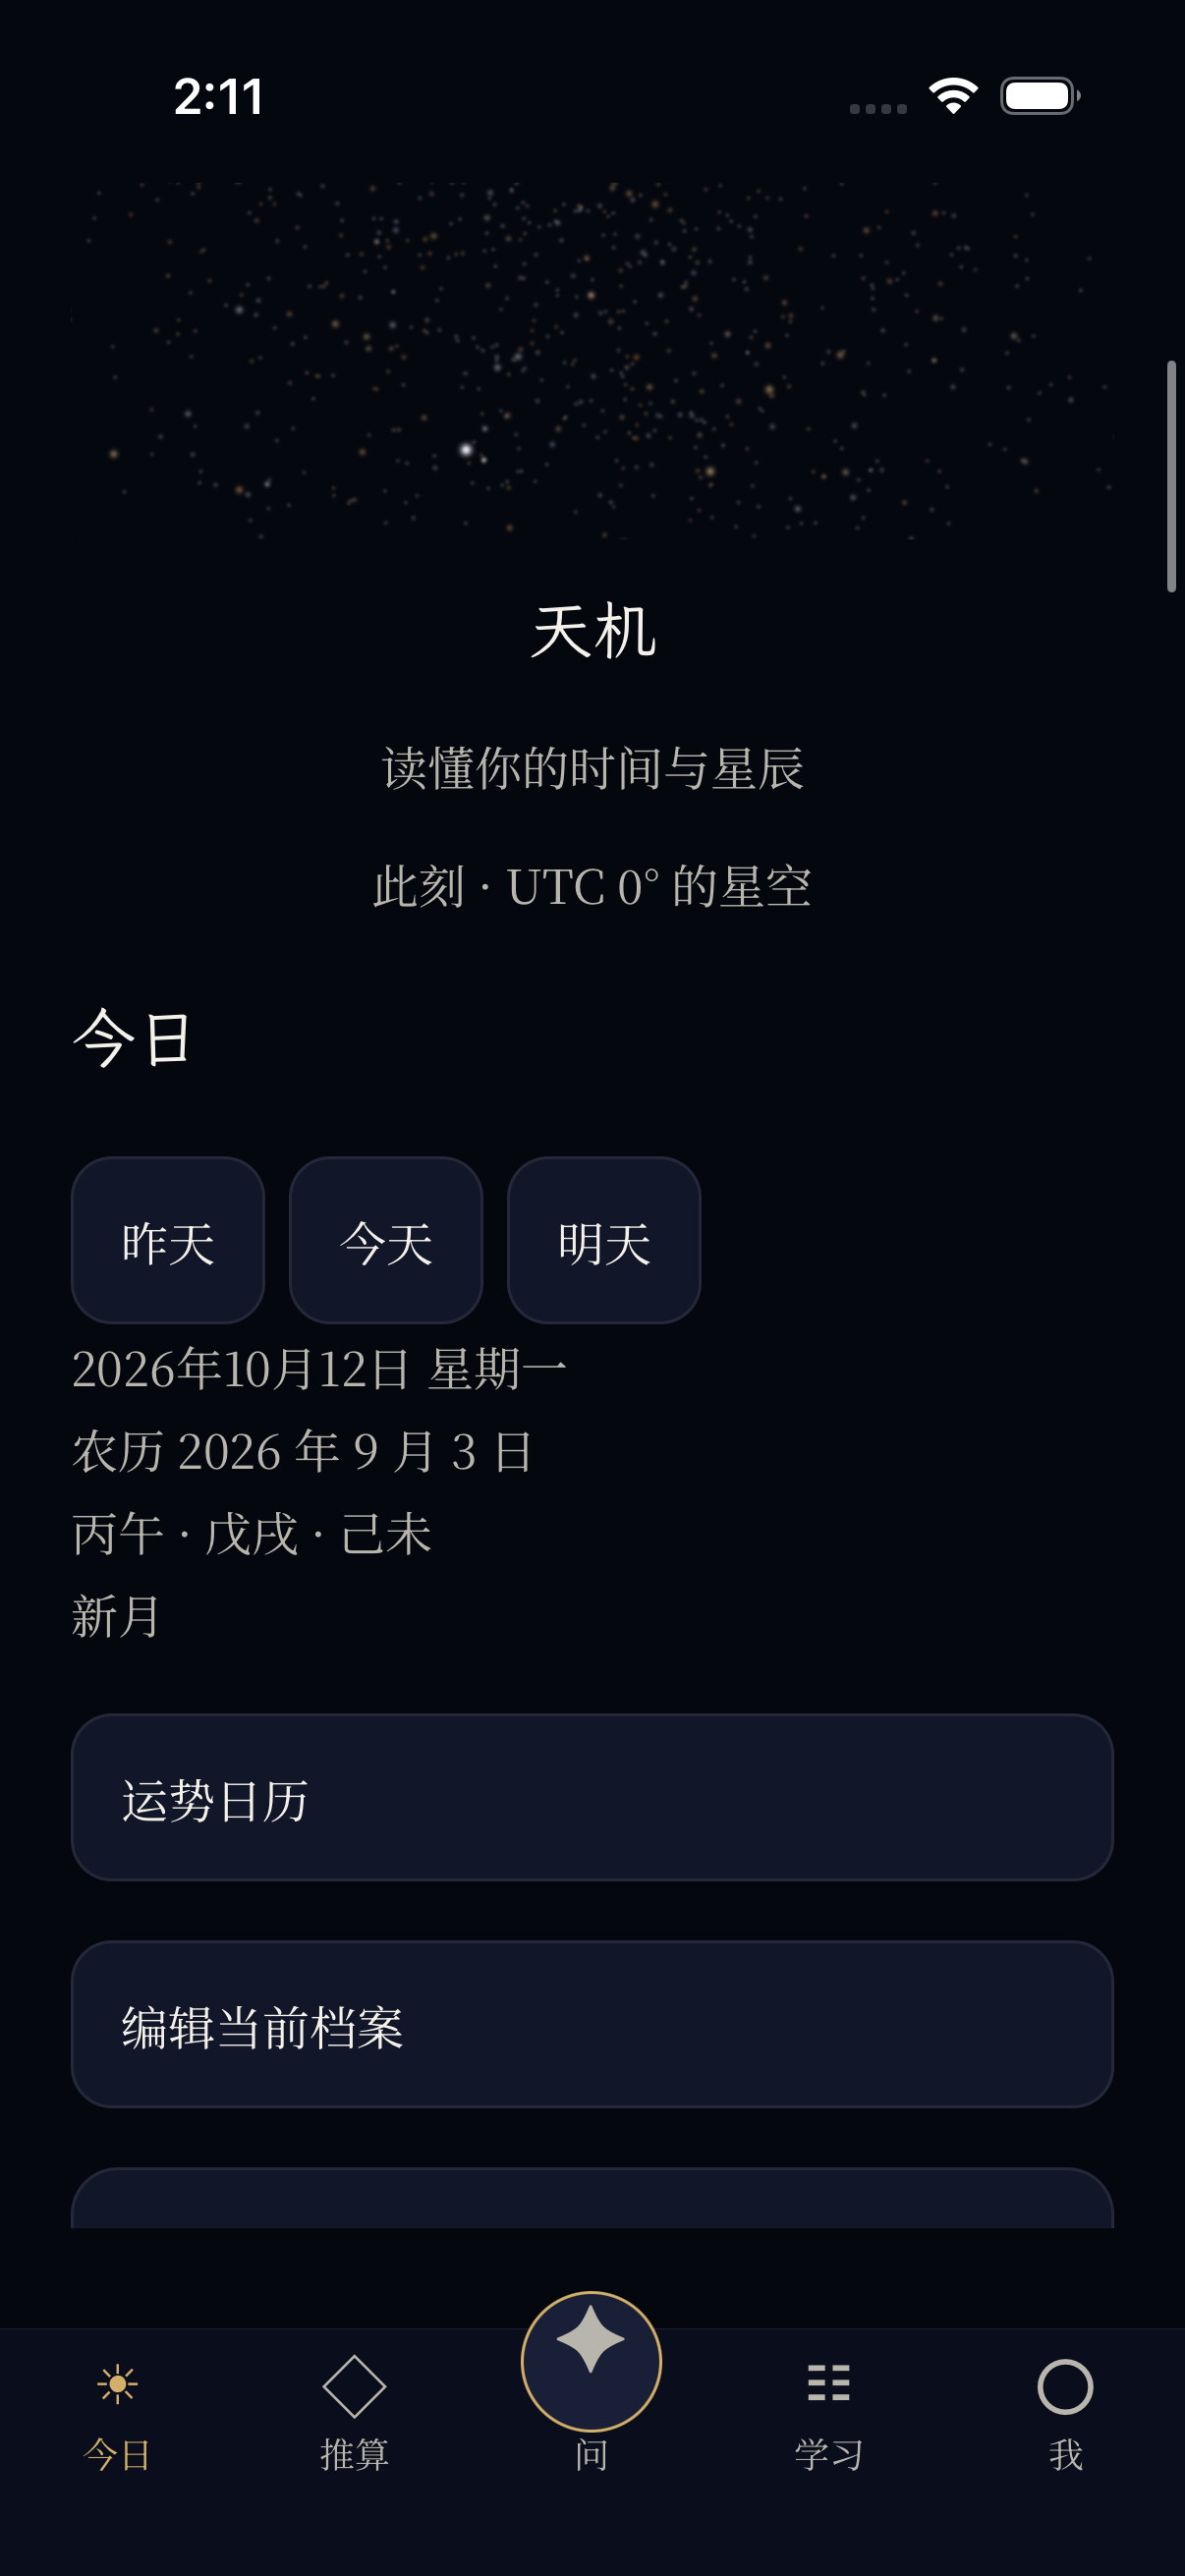 2:11
天机
读懂你的时间与星辰
此刻 · UTC 0° 的星空
今日
昨天 今天 明天
2026年10月12日 星期一
农历 2026 年 9 月 3 日
丙午 · 戊戌 · 己未
新月
运势日历
编辑当前档案
今日 推算 问 学习 我